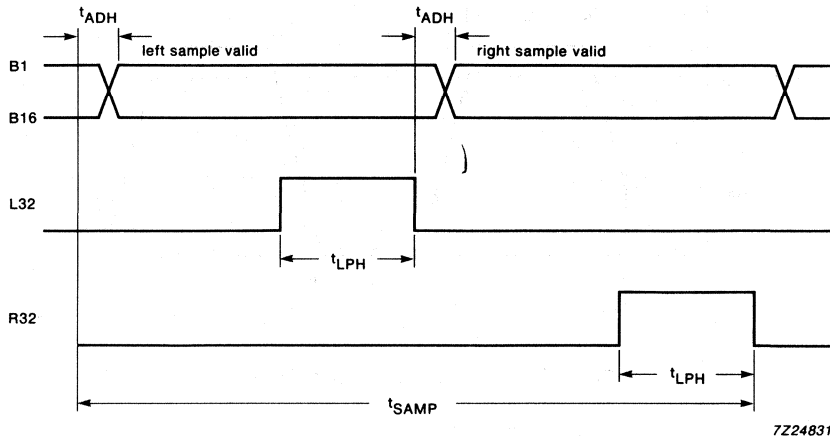 tADH
tADH
left sample valid
right sample valid
B1
B16
L32
tLPH
R32
tLPH
tSAMP
7Z24831